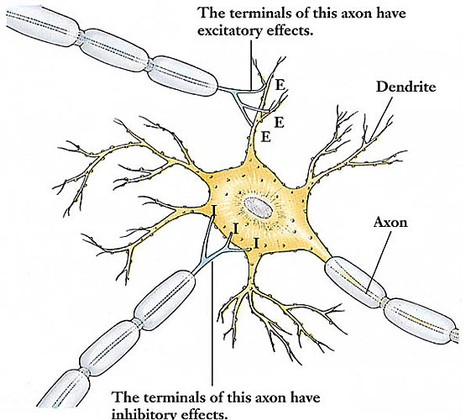 The terminals of this axon have
excitatory effects.
E
Dendrite
E
E
I
Axon
I
I
The terminals of this axon have
inhibitory effects.